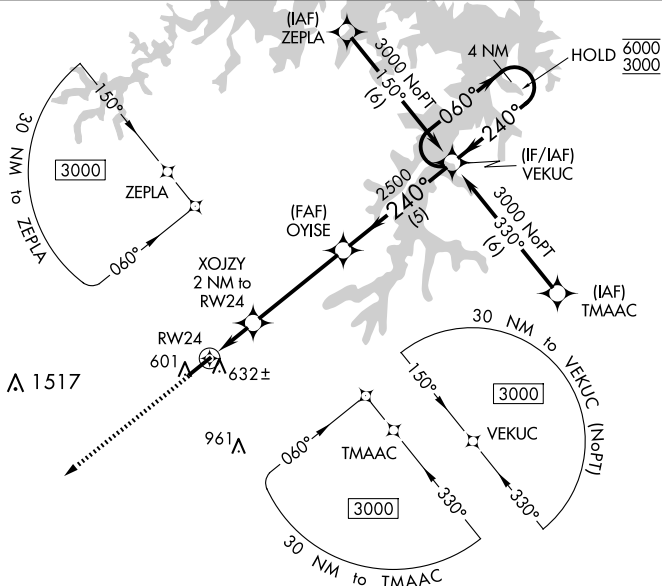 (IAF)
ZEPLA
3000 NoPT
150°
(6)
4 NM
HOLD
6000
3000
060°
240°
(IF/IAF)
VEKUC
2500
240°
(5)
3000 NoPT
330°
(6)
(IAF)
TMAAC
(FAF)
OYISE
XOJZY
2 NM to
RW24
RW24
601
632±
1517
961
150°
3000
ZEPLA
060°
30 NM to ZEPLA
060°
TMAAC
3000
330°
30 NM to TMAAC
30 NM to VEKUC (NoPT)
150°
3000
VEKUC
330°